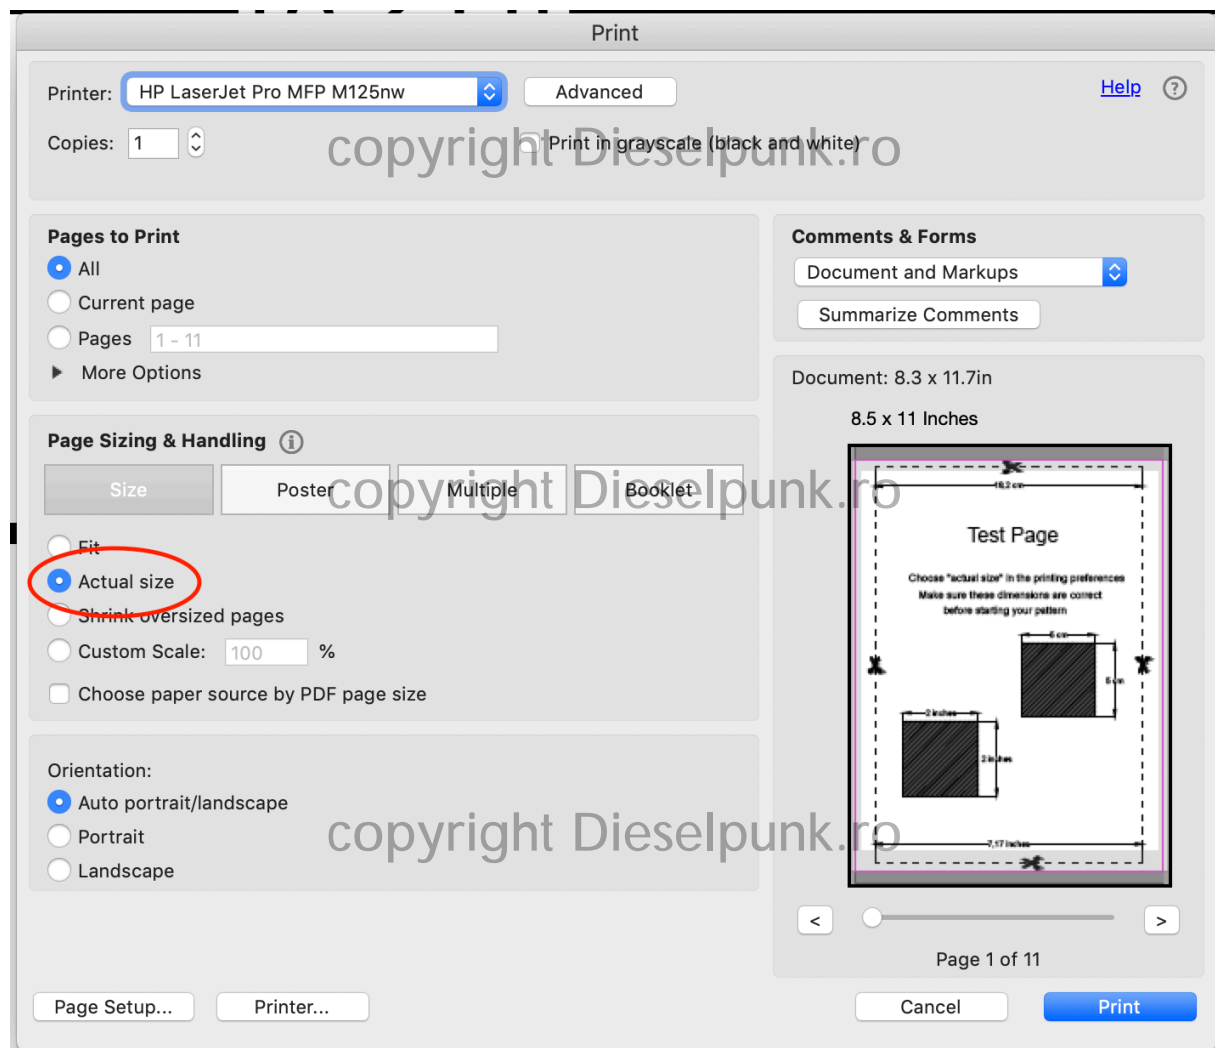 Print
Printer: HP LaserJet Pro MFP M125nw Advanced Help ?
Copies: 1 Print in grayscale (black and white)
copyright Dieselpunk.ro
Pages to Print
All
Current page
Pages 1 - 11
More Options
Comments & Forms
Document and Markups
Summarize Comments
Page Sizing & Handling i
Size Poster Multiple Booklet
copyright Dieselpunk.ro
Fit
Actual size
Shrink oversized pages
Custom Scale: 100 %
Choose paper source by PDF page size
Orientation:
Auto portrait/landscape
Portrait
Landscape
copyright Dieselpunk.ro
Document: 8.3 x 11.7in
8.5 x 11 Inches
Test Page
Choose "actual size" in the printing preferences
Make sure these dimensions are correct
before starting your pattern
5 cm
5 cm
2 inches
2 inches
7,17 inches
< >
Page 1 of 11
Page Setup... Printer... Cancel Print